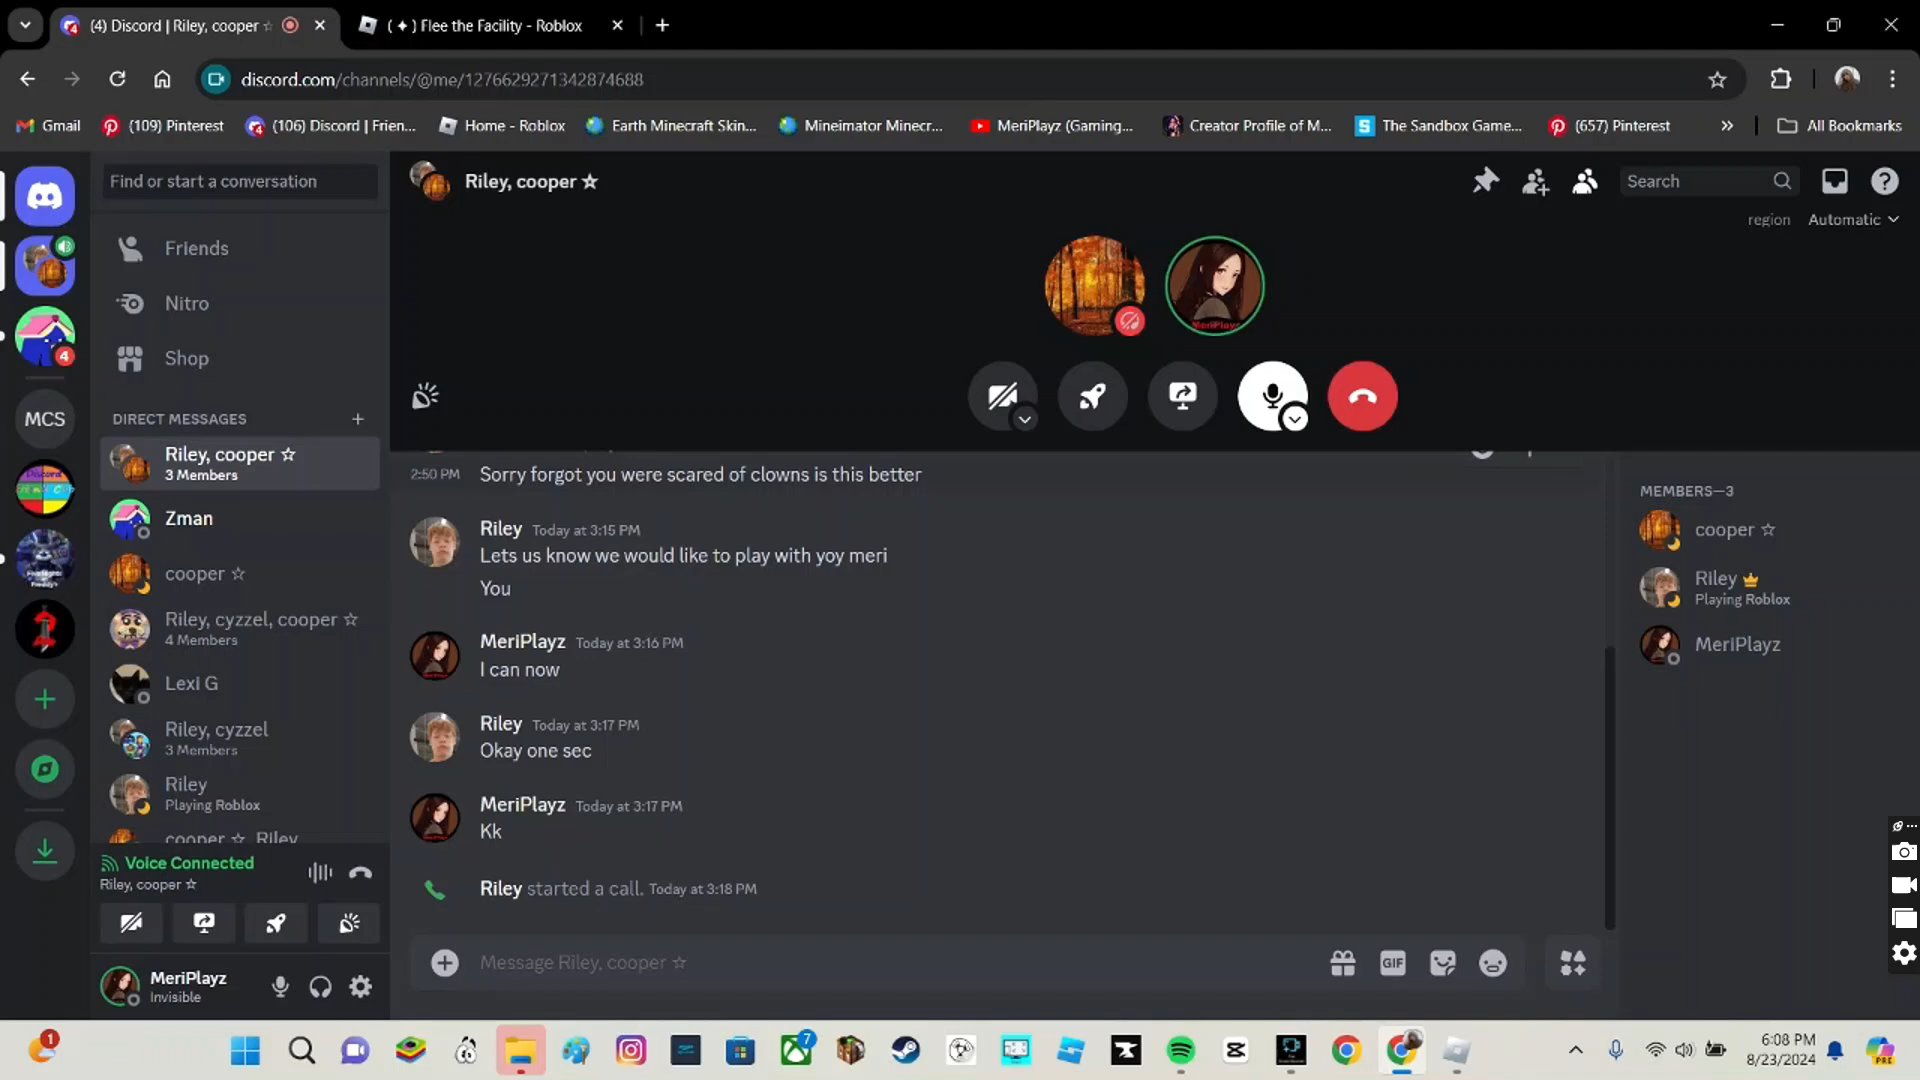 (4) Discord | Riley, cooper ☆
( ✦ ) Flee the Facility - Roblox
discord.com/channels/@me/1276629271342874688
Gmail
(109) Pinterest
(106) Discord | Frien...
Home - Roblox
Earth Minecraft Skin...
Mineimator Minecr...
MeriPlayz (Gaming...
Creator Profile of M...
The Sandbox Game...
(657) Pinterest
All Bookmarks
Find or start a conversation
Riley, cooper ☆
Search
region
Automatic
Friends
Nitro
Shop
4
MCS
DIRECT MESSAGES
Riley, cooper ☆
3 Members
Zman
cooper ☆
Riley, cyzzel, cooper ☆
4 Members
Lexi G
Riley, cyzzel
3 Members
Riley
Playing Roblox
cooper ☆, Riley
Voice Connected
Riley, cooper ☆
MeriPlayz
Invisible
MeriPlayz
2:50 PM
Sorry forgot you were scared of clowns is this better
Riley Today at 3:15 PM
Lets us know we would like to play with yoy meri
You
MeriPlayz Today at 3:16 PM
I can now
Riley Today at 3:17 PM
Okay one sec
MeriPlayz Today at 3:17 PM
Kk
Riley started a call. Today at 3:18 PM
Message Riley, cooper ☆
GIF
MEMBERS—3
cooper ☆
Riley
Playing Roblox
MeriPlayz
1
7
6:08 PM
8/23/2024
PRE